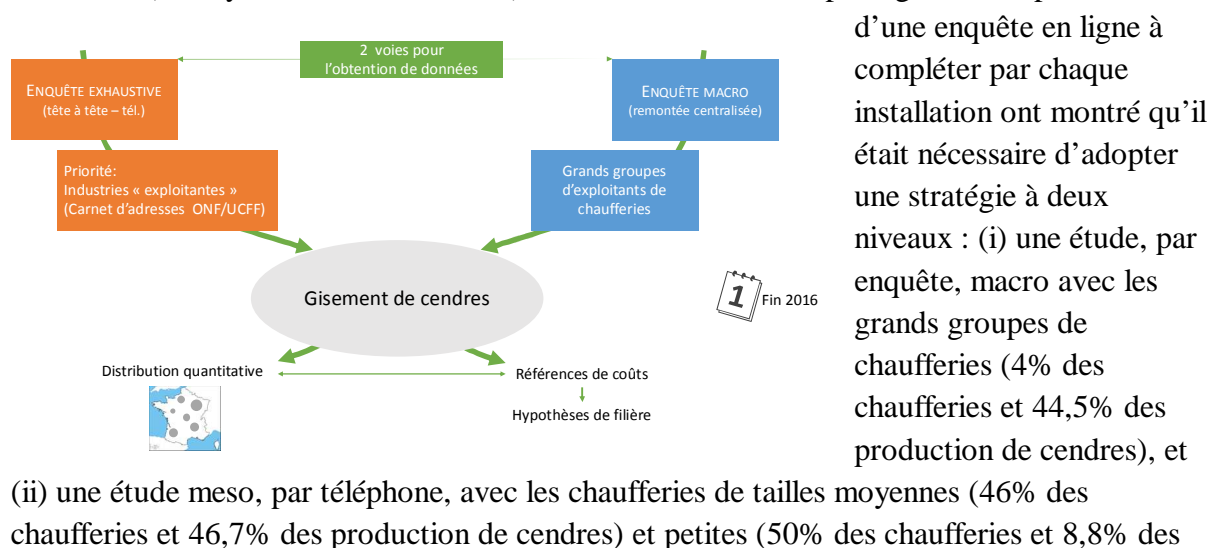 2 voies pour
l'obtention de données
ENQUÊTE EXHAUSTIVE
(tête à tête – tél.)
ENQUÊTE MACRO
(remontée centralisée)
Priorité:
Industries « exploitantes »
(Carnet d'adresses ONF/UCFF)
Grands groupes
d'exploitants de
chaufferies
Gisement de cendres
1
Fin 2016
Distribution quantitative
Références de coûts
Hypothèses de filière
d'une enquête en ligne à
compléter par chaque
installation ont montré qu'il
était nécessaire d'adopter
une stratégie à deux
niveaux : (i) une étude, par
enquête, macro avec les
grands groupes de
chaufferies (4% des
chaufferies et 44,5% des
production de cendres), et
(ii) une étude meso, par téléphone, avec les chaufferies de tailles moyennes (46% des
chaufferies et 46,7% des production de cendres) et petites (50% des chaufferies et 8,8% des